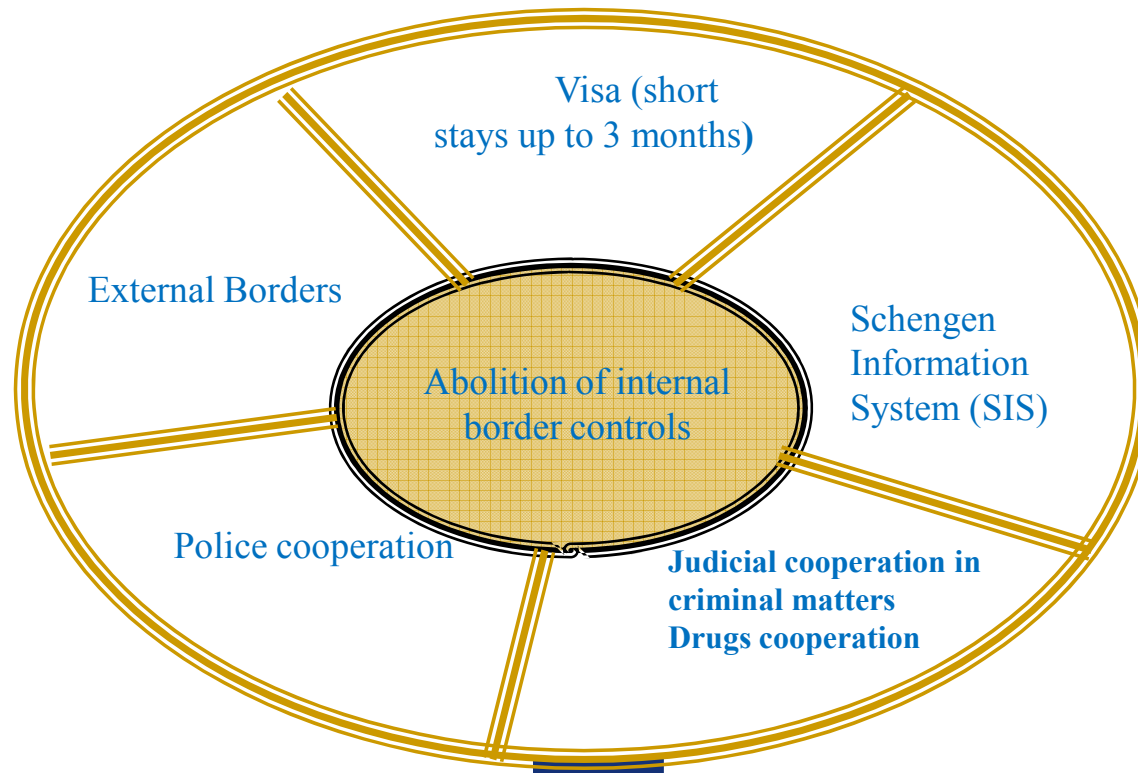 Visa (short
stays up to 3 months)
External Borders
Schengen
Information
System (SIS)
Abolition of internal
border controls
Police cooperation
Judicial cooperation in
criminal matters
Drugs cooperation